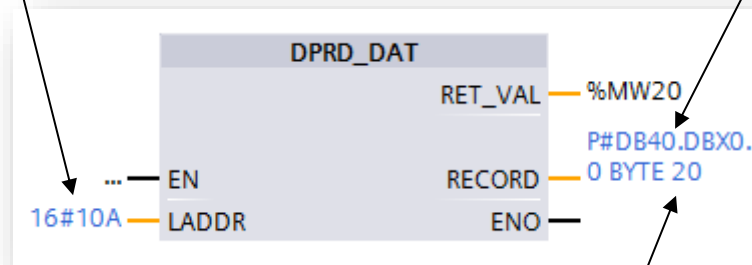 DPRD_DAT
RET_VAL %MW20
P#DB40.DBX0.
... EN RECORD 0 BYTE 20
16#10A LADDR ENO